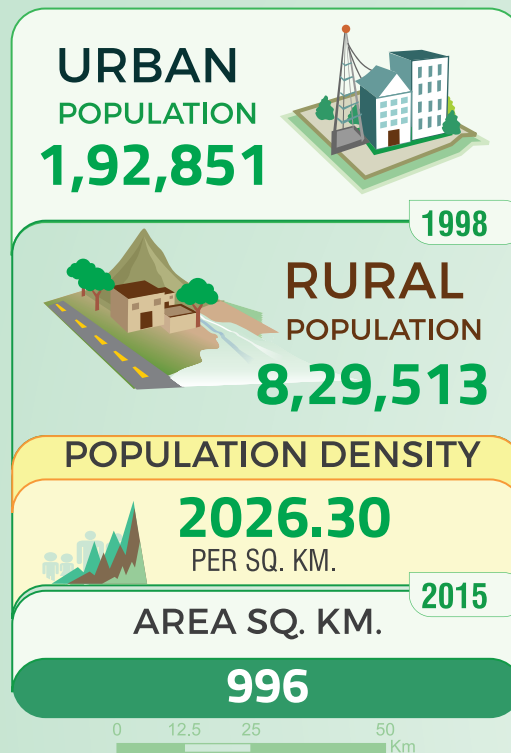 URBAN
POPULATION
1,92,851
1998
RURAL
POPULATION
8,29,513
POPULATION DENSITY
2026.30
PER SQ. KM.
2015
AREA SQ. KM.
996
0 12.5 25 50
Km